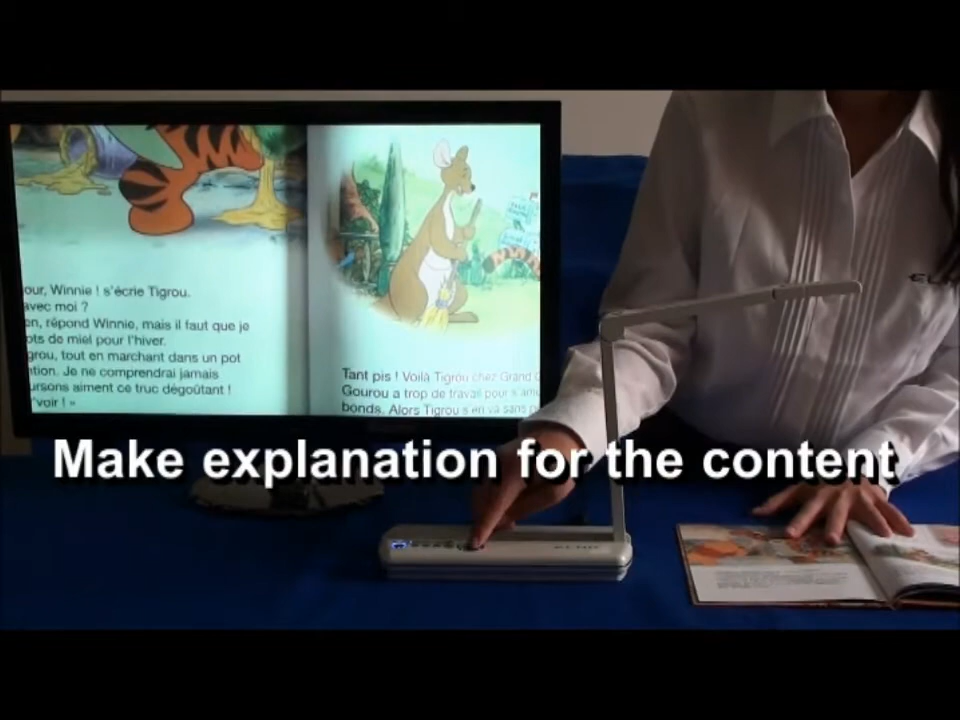 our, Winnie ! s'écrie Tigrou.
avec moi ?
en, répond Winnie, mais il faut que je
ots de miel pour l'hiver.
grou, tout en marchant dans un pot
ntion. Je ne comprendrai jamais
ursons aiment ce truc dégoûtant !
voir ! »
Tant pis ! Voilà Tigrou chez Grand
Gourou a trop de travail pour s'amu
bonds. Alors Tigrou s'en va sans
Make explanation for the content